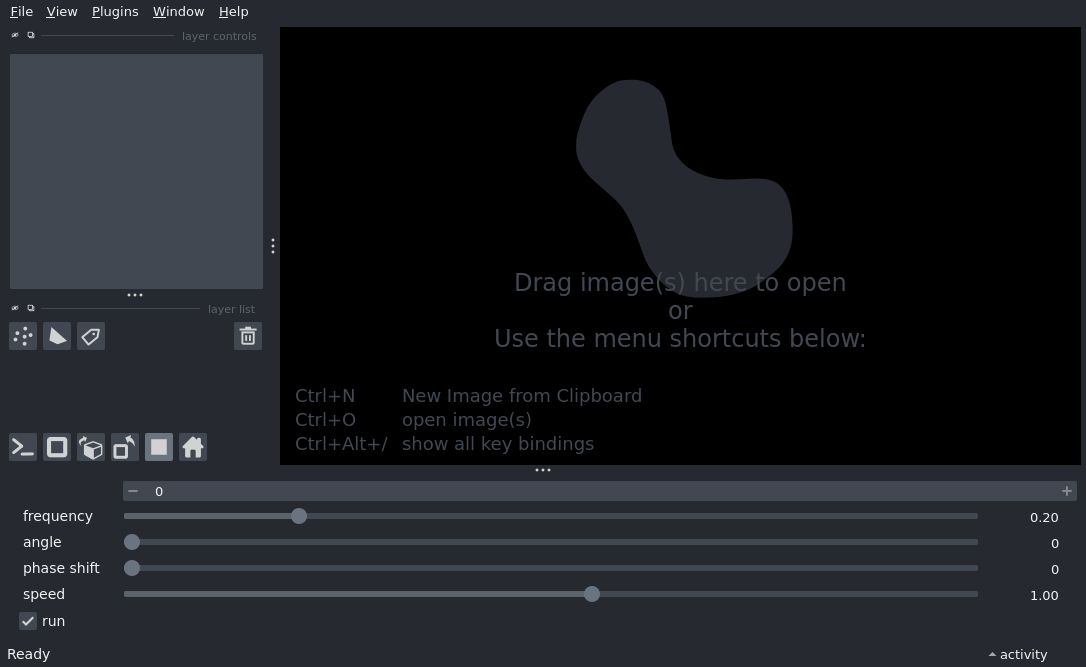 File View Plugins Window Help
layer controls
Drag image(s) here to open
or
Use the menu shortcuts below:
layer list
Ctrl+N New Image from Clipboard
Ctrl+O open image(s)
Ctrl+Alt+/ show all key bindings
− 0 +
frequency 0.20
angle 0
phase shift 0
speed 1.00
run
Ready activity